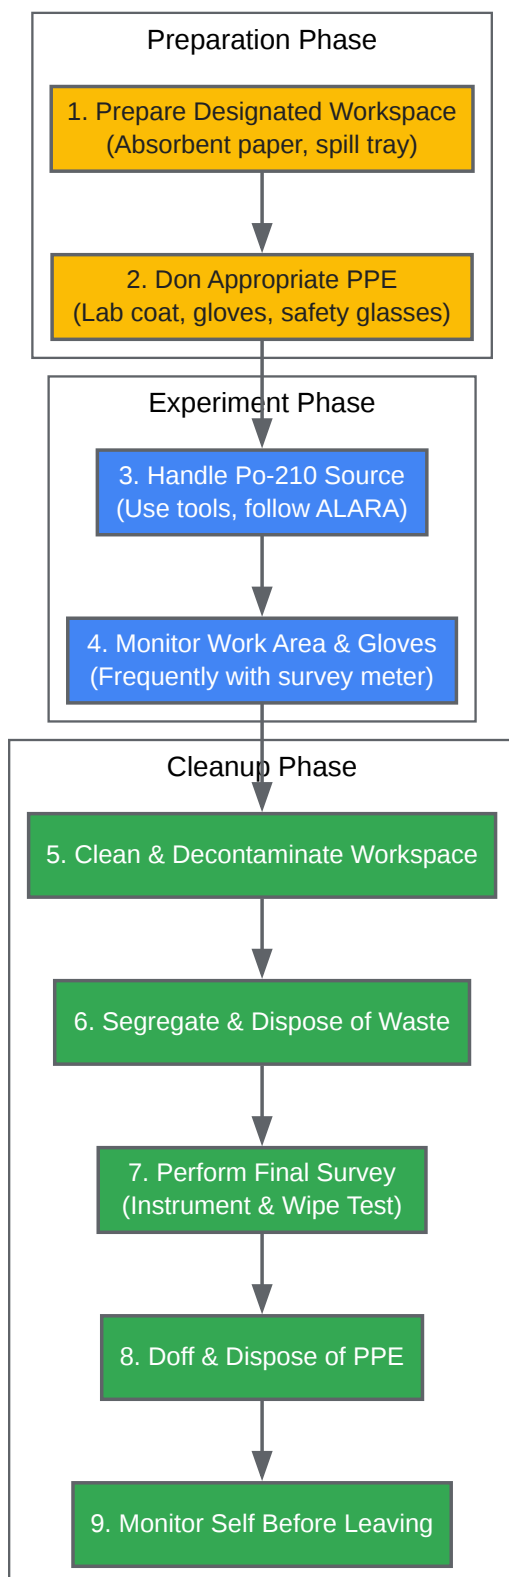 Preparation Phase
1. Prepare Designated Workspace
(Absorbent paper, spill tray)
2. Don Appropriate PPE
(Lab coat, gloves, safety glasses)
Experiment Phase
3. Handle Po-210 Source
(Use tools, follow ALARA)
4. Monitor Work Area & Gloves
(Frequently with survey meter)
Cleanup Phase
5. Clean & Decontaminate Workspace
6. Segregate & Dispose of Waste
7. Perform Final Survey
(Instrument & Wipe Test)
8. Doff & Dispose of PPE
9. Monitor Self Before Leaving